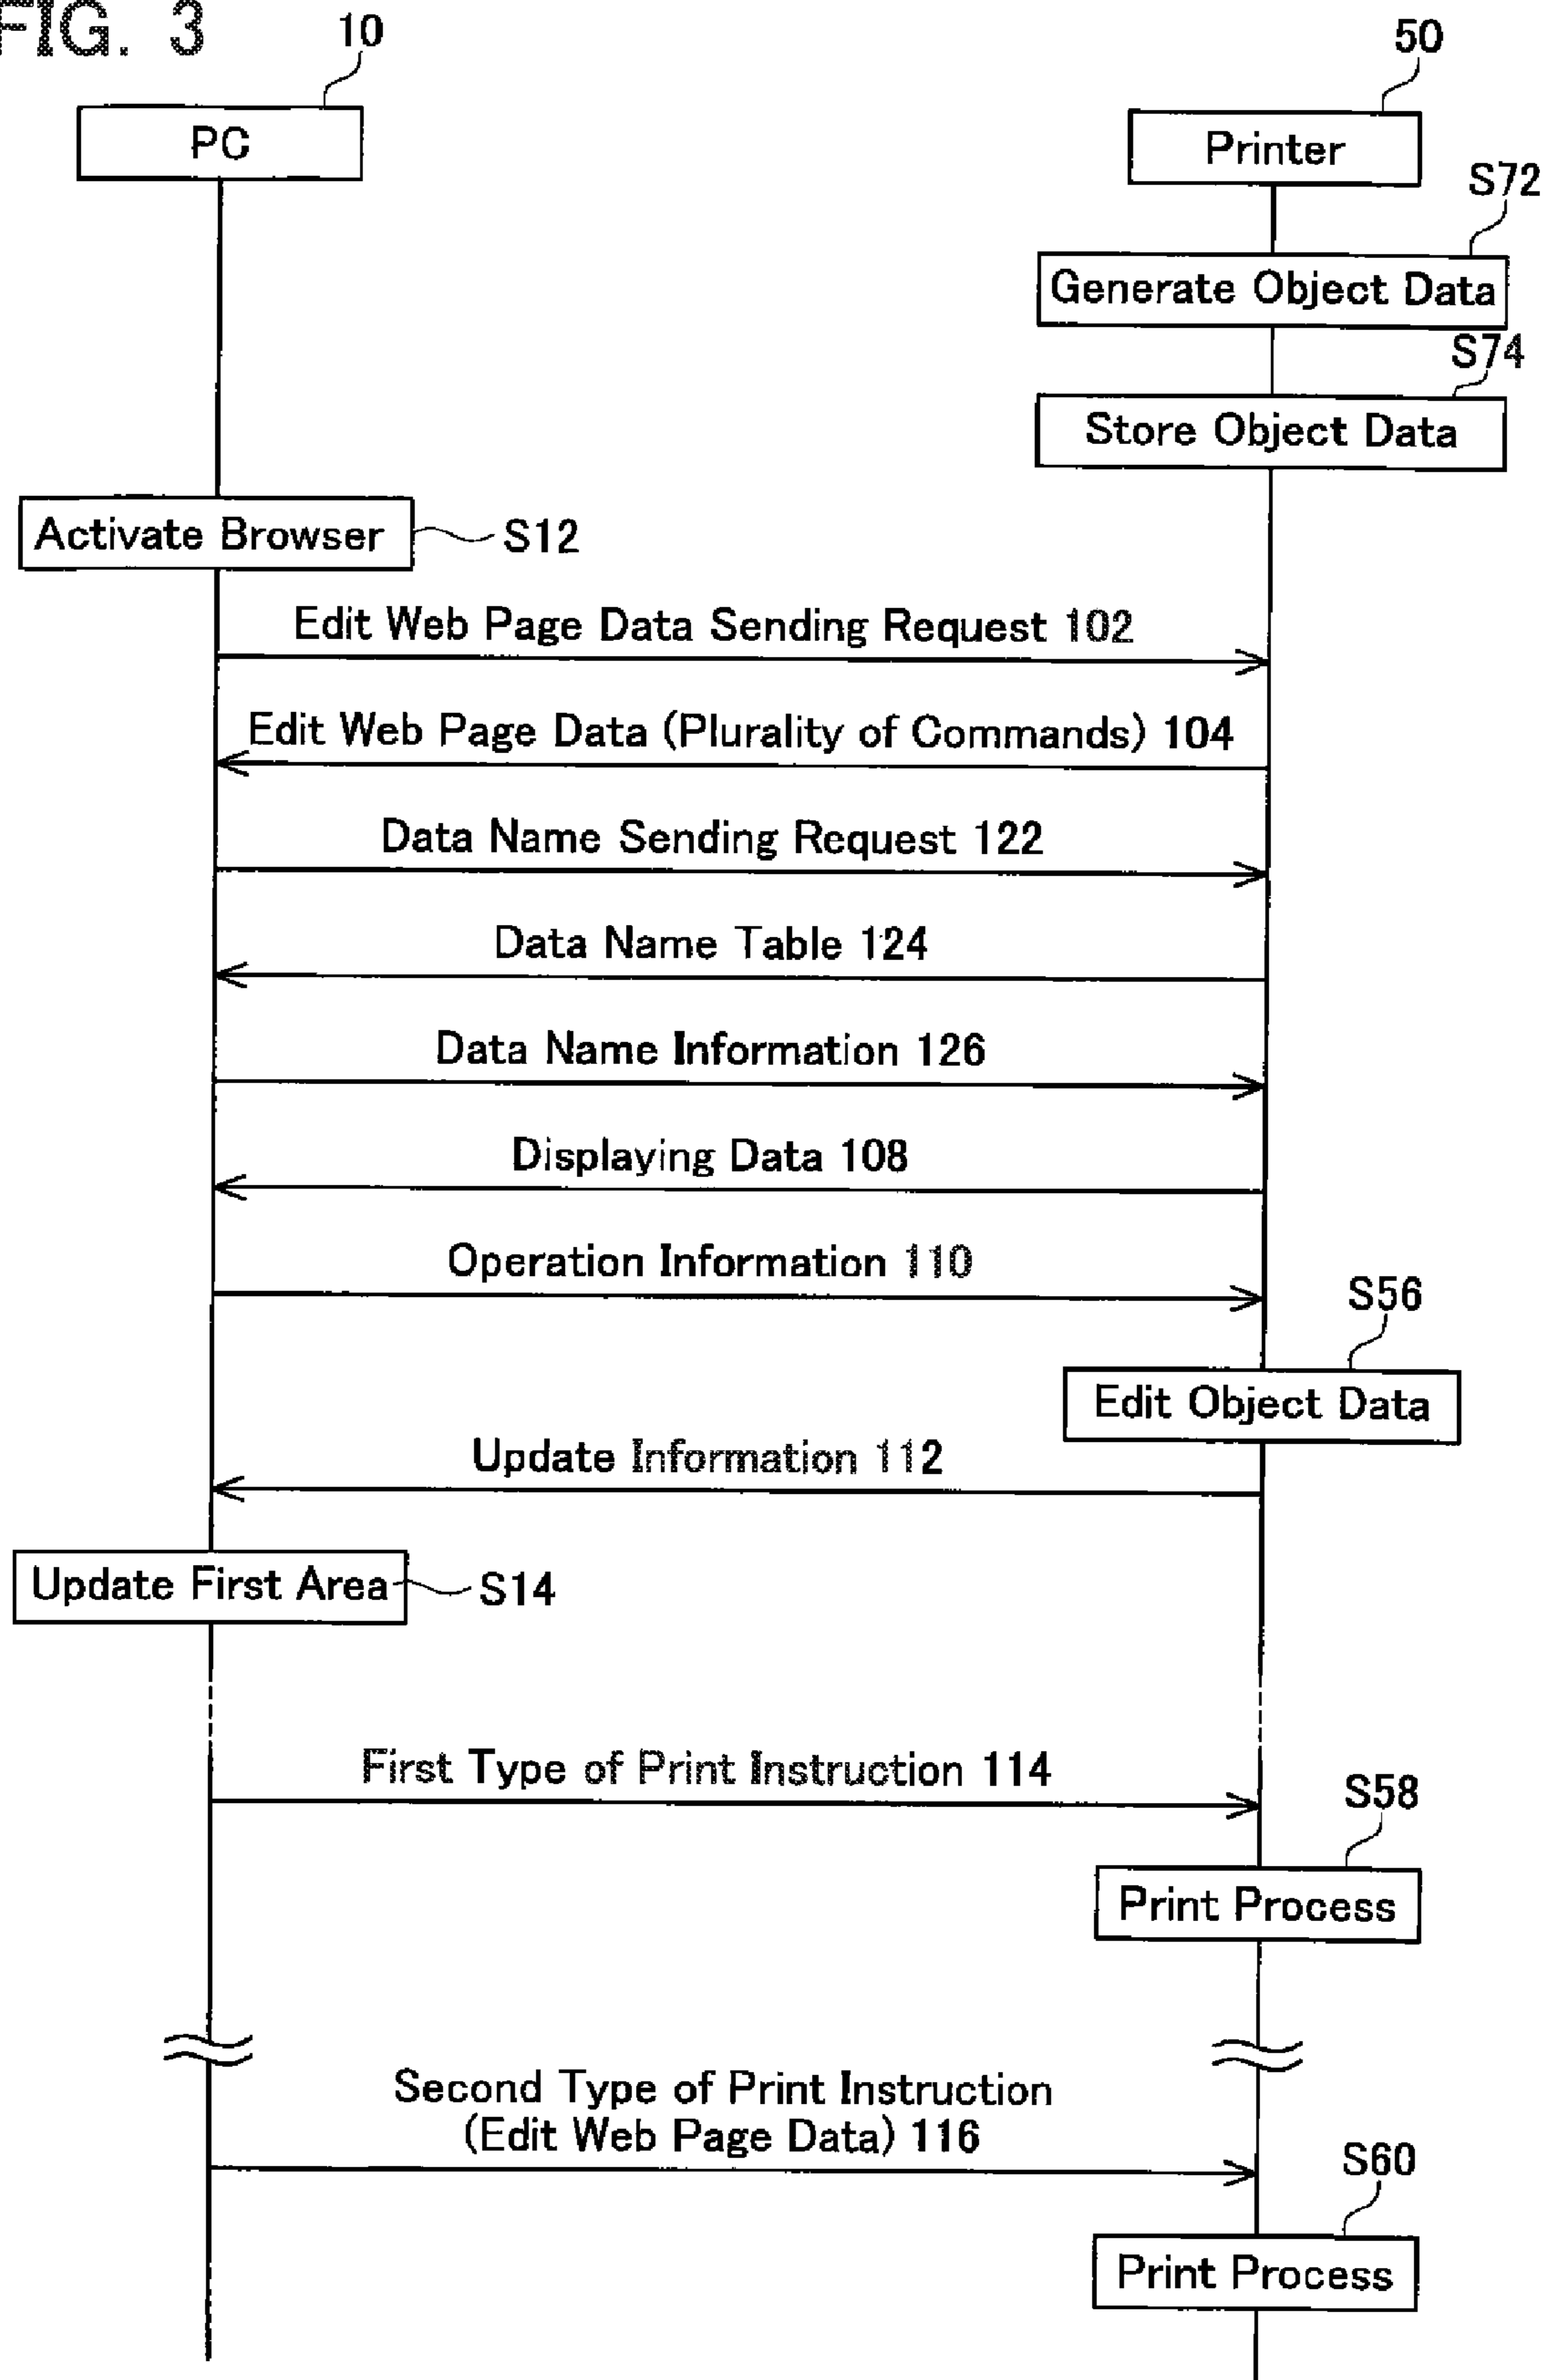 FIG. 3
10
50
PC
Printer
S72
Generate Object Data
S74
Store Object Data
Activate Browser
S12
Edit Web Page Data Sending Request 102
Edit Web Page Data (Plurality of Commands) 104
Data Name Sending Request 122
Data Name Table 124
Data Name Information 126
Displaying Data 108
Operation Information 110
S56
Edit Object Data
Update Information 112
Update First Area
S14
First Type of Print Instruction 114
S58
Print Process
Second Type of Print Instruction
(Edit Web Page Data) 116
S60
Print Process